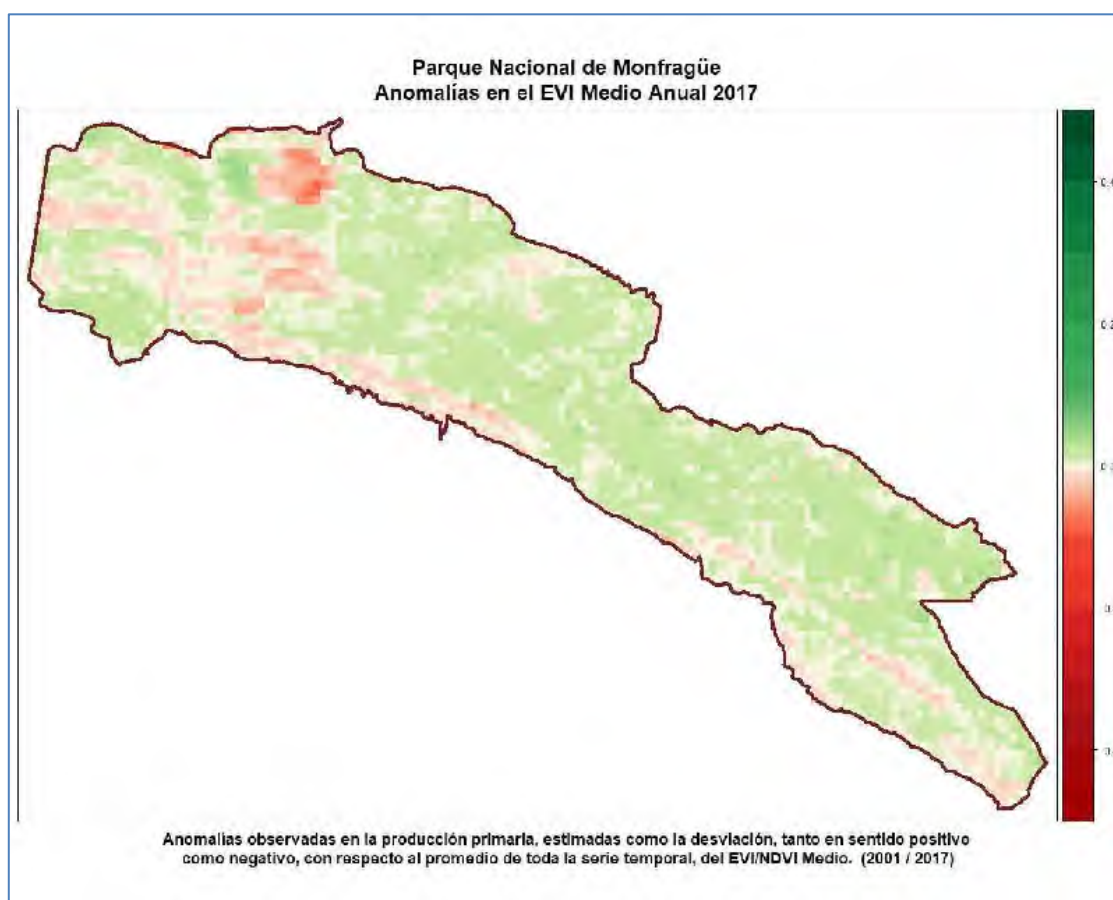 Parque Nacional de Monfragüe
Anomalías en el EVI Medio Anual 2017
Anomalías observadas en la producción primaria, estimadas como la desviación, tanto en sentido positivo
como negativo, con respecto al promedio de toda la serie temporal, del EVI/NDVI Medio. (2001 / 2017)